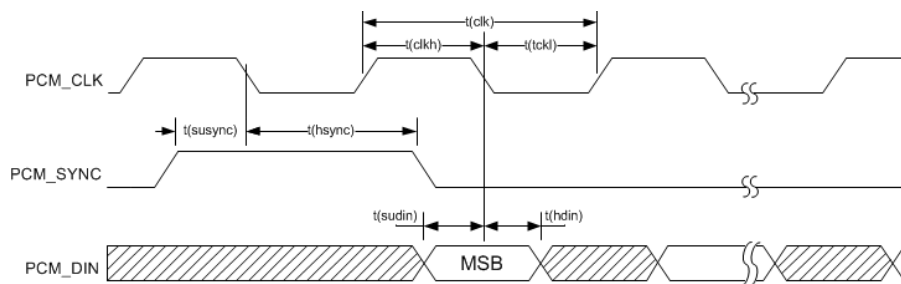 t(clk)
t(clkh)
t(tckl)
PCM_CLK
t(susync)
t(hsync)
PCM_SYNC
t(sudin)
t(hdin)
MSB
PCM_DIN